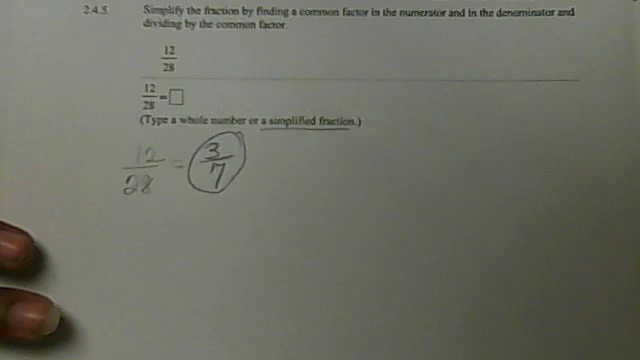 2.4.5. Simplify the fraction by finding a common factor in the numerator and in the denominator and
dividing by the common factor.
12
28
12
28 = □
(Type a whole number or a simplified fraction.)
12 = 3
28 7